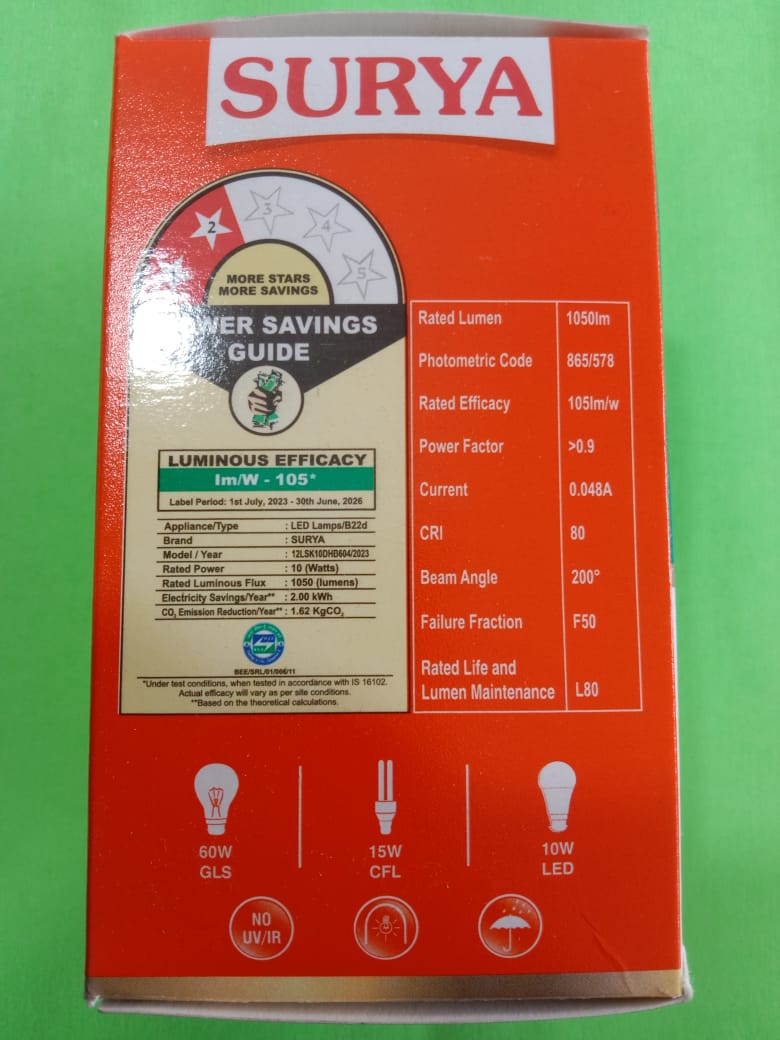 SURYA
1
2
3
4
5
MORE STARS
MORE SAVINGS
SAVINGS
GUIDE
LUMINOUS EFFICACY
lm/W - 105*
Label Period: 1st July, 2023 - 30th June, 2026
Appliance/Type : LED Lamps/B22d
Brand : SURYA
Model / Year : 12LSK10DHB604/2023
Rated Power : 10 (Watts)
Rated Luminous Flux : 1050 (lumens)
Electricity Savings/Year** : 2.00 kWh
CO₂ Emission Reduction/Year** : 1.62 KgCO₂
BEE/SRL/01/006/11
*Under test conditions, when tested in accordance with IS 16102.
Actual efficacy will vary as per site conditions.
**Based on the theoretical calculations.
Rated Lumen 1050lm
Photometric Code 865/578
Rated Efficacy 105lm/w
Power Factor >0.9
Current 0.048A
CRI 80
Beam Angle 200°
Failure Fraction F50
Rated Life and
Lumen Maintenance L80
60W
GLS
15W
CFL
10W
LED
NO
UV/IR